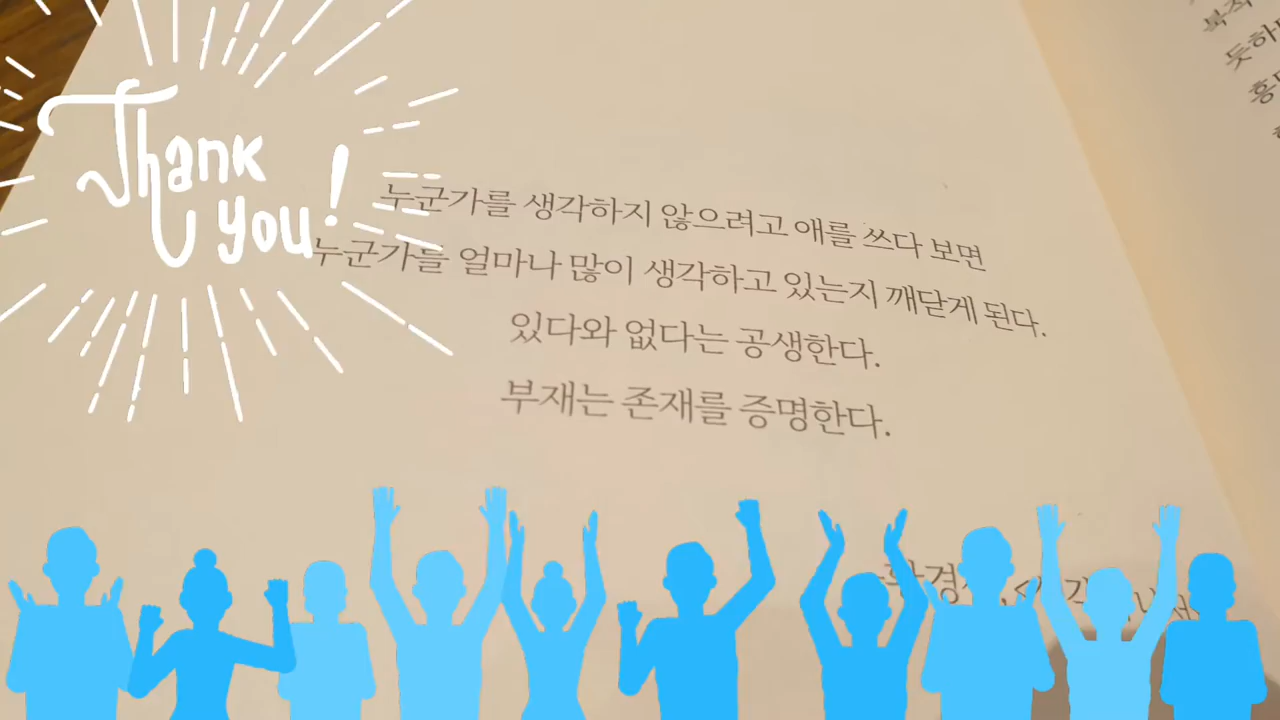 Thank
you!
누군가를 생각하지 않으려고 애를 쓰다 보면
누군가를 얼마나 많이 생각하고 있는지 깨닫게 된다.
있다와 없다는 공생한다.
부재는 존재를 증명한다.